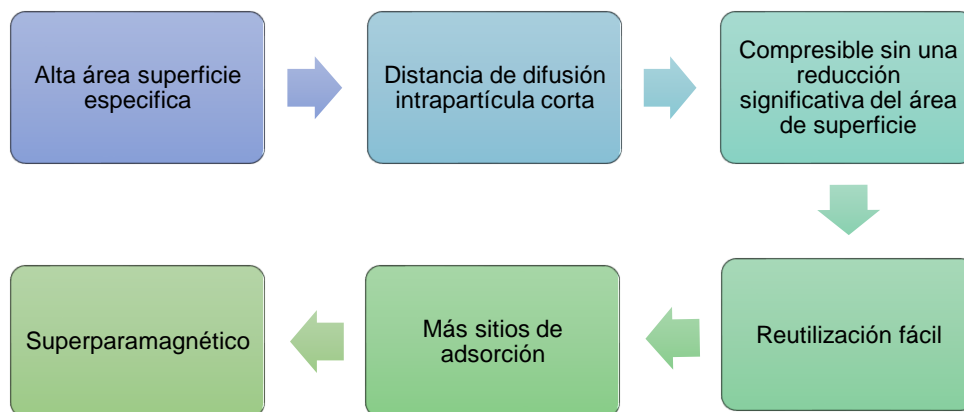 Alta área superficie
especifica
Distancia de difusión
intrapartícula corta
Compresible sin una
reducción
significativa del área
de superficie
Reutilización fácil
Más sitios de
adsorción
Superparamagnético